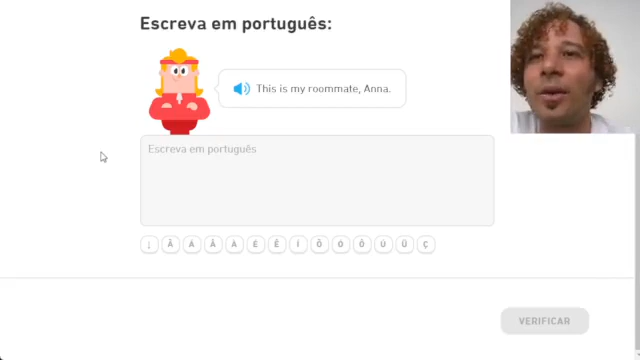 Escreva em português:
This is my roommate, Anna.
Escreva em português
VERIFICAR